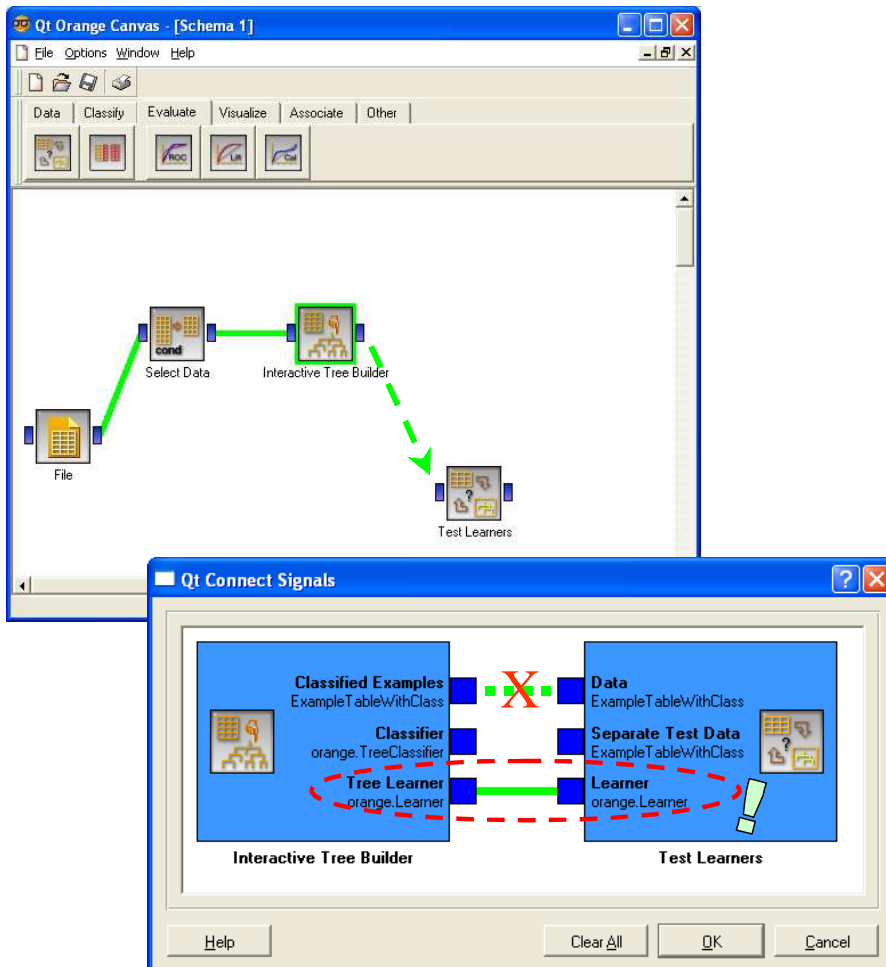 Qt Orange Canvas - [Schema 1]
File Options Window Help
Data Classify Evaluate Visualize Associate Other
? ROC Lift Cal
cond
Select Data
Interactive Tree Builder
File
?
Test Learners
Qt Connect Signals
?
Classified Examples
ExampleTableWithClass
X
Data
ExampleTableWithClass
Classifier
orange.TreeClassifier
Separate Test Data
ExampleTableWithClass
?
Tree Learner
orange.Learner
Learner
orange.Learner
!
Interactive Tree Builder
Test Learners
Help Clear All OK Cancel